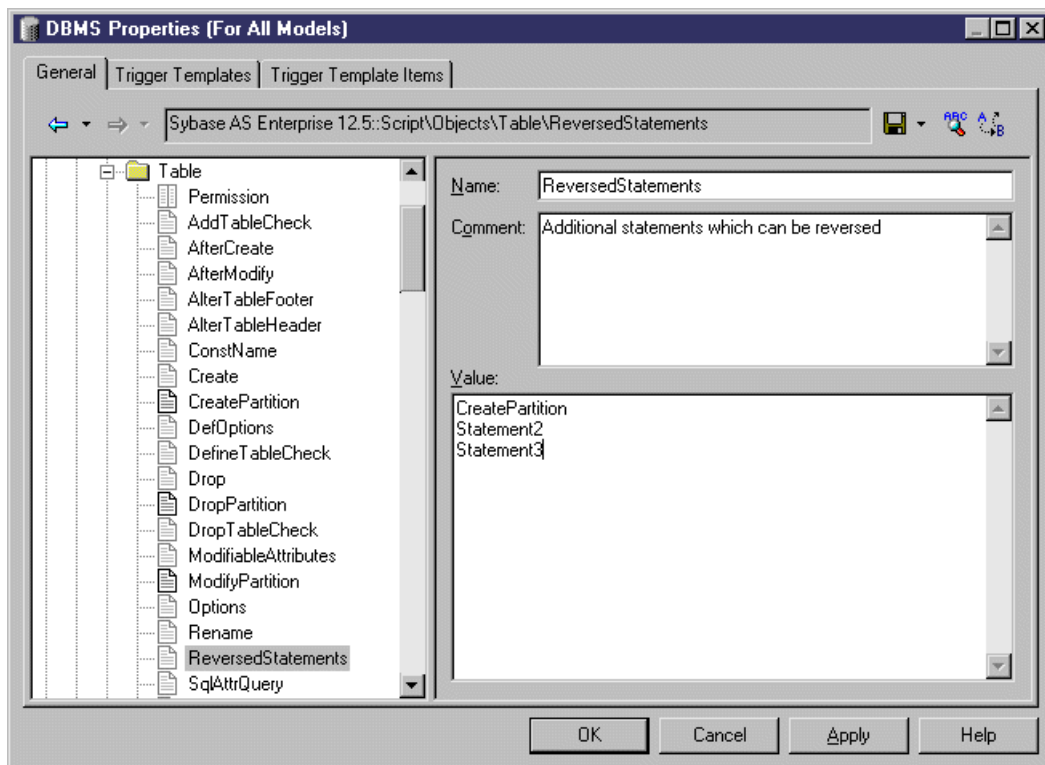 DBMS Properties (For All Models)
General
Trigger Templates
Trigger Template Items
Sybase AS Enterprise 12.5::Script\Objects\Table\ReversedStatements
ABC
A
B
Table
Permission
AddTableCheck
AfterCreate
AfterModify
AlterTableFooter
AlterTableHeader
ConstName
Create
CreatePartition
DefOptions
DefineTableCheck
Drop
DropPartition
DropTableCheck
ModifiableAttributes
ModifyPartition
Options
Rename
ReversedStatements
SqlAttrQuery
Name:
ReversedStatements
Comment:
Additional statements which can be reversed
Value:
CreatePartition
Statement2
Statement3
OK
Cancel
Apply
Help